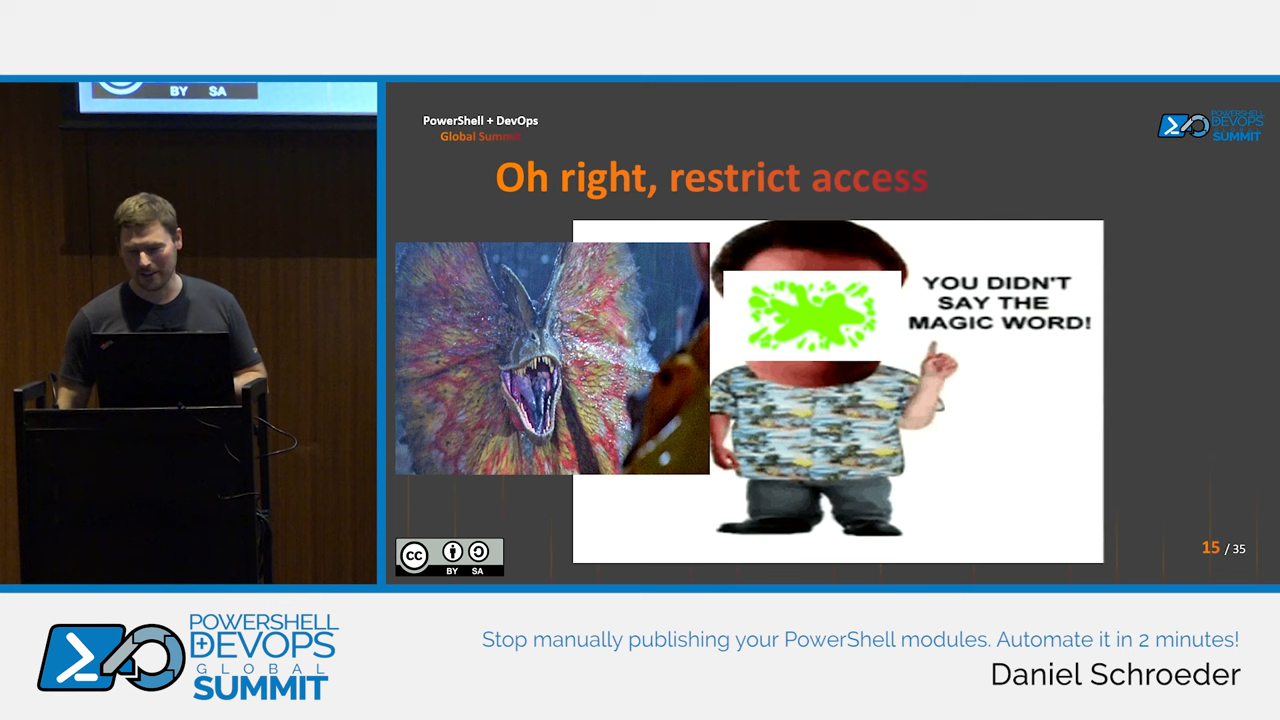 BY SA
PowerShell + DevOps
Global Summit
POWERSHELL
DEVOPS
SUMMIT
Oh right, restrict access
YOU DIDN'T
SAY THE
MAGIC WORD!
cc
BY SA
15 / 35
POWERSHELL
+DEVOPS
GLOBAL
SUMMIT
Stop manually publishing your PowerShell modules. Automate it in 2 minutes!
Daniel Schroeder